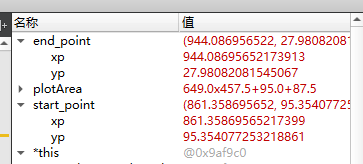 名称 值
end_point (944.086956522, 27.98082081
xp 944.08695652173913
yp 27.98082081545067
plotArea 649.0x457.5+95.0+87.5
start_point (861.358695652, 95.35407725
xp 861.3586956517399
yp 95.354077253218861
*this @0x9af9c0